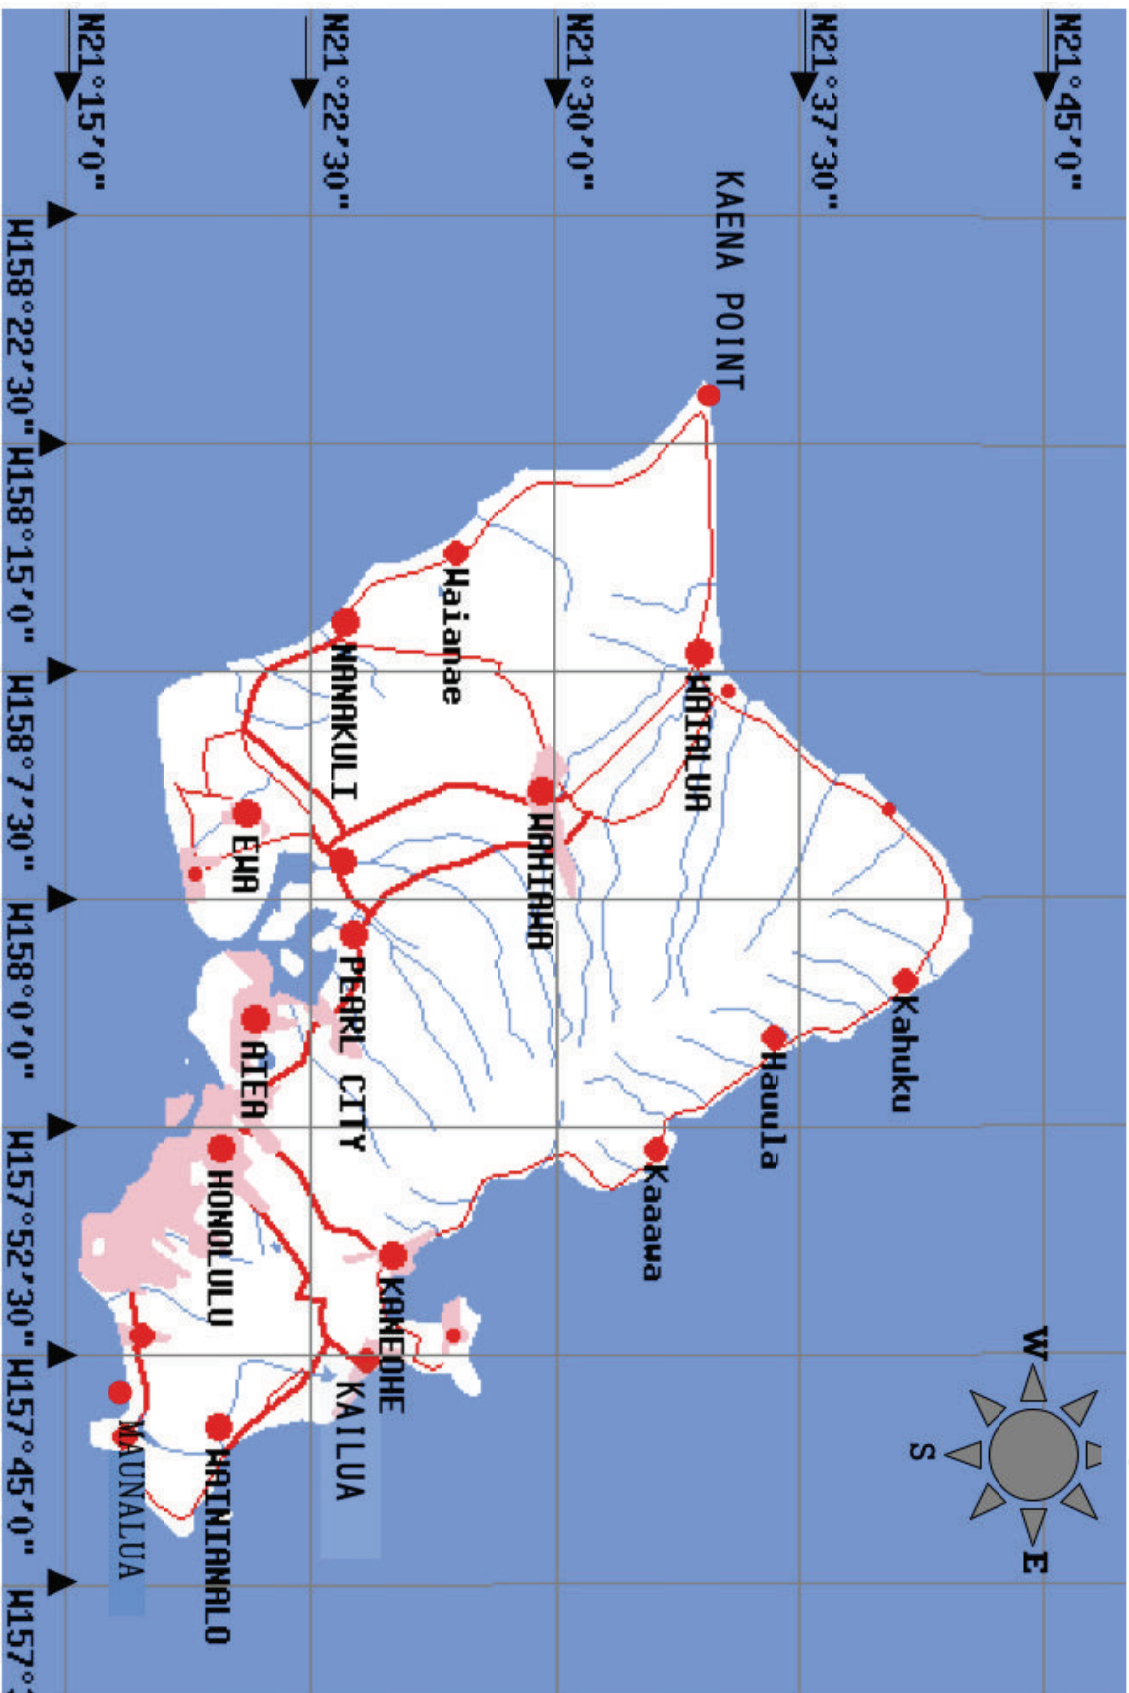 N21°45'0"
W
E
S
Kahuku
N21°37'30"
Hauula
KAENA POINT
WAIALUA
Kaaawa
N21°30'0"
WAHIAWA
Waianae
KANEOHE
N21°22'30"
NANAKULI
PEARL CITY
KAILUA
EWA
AIEA
HONOLULU
WAINIANALO
MAUNALUA
N21°15'0"
W158°22'30" W158°15'0" W158°7'30" W158°0'0" W157°52'30" W157°45'0" W157°